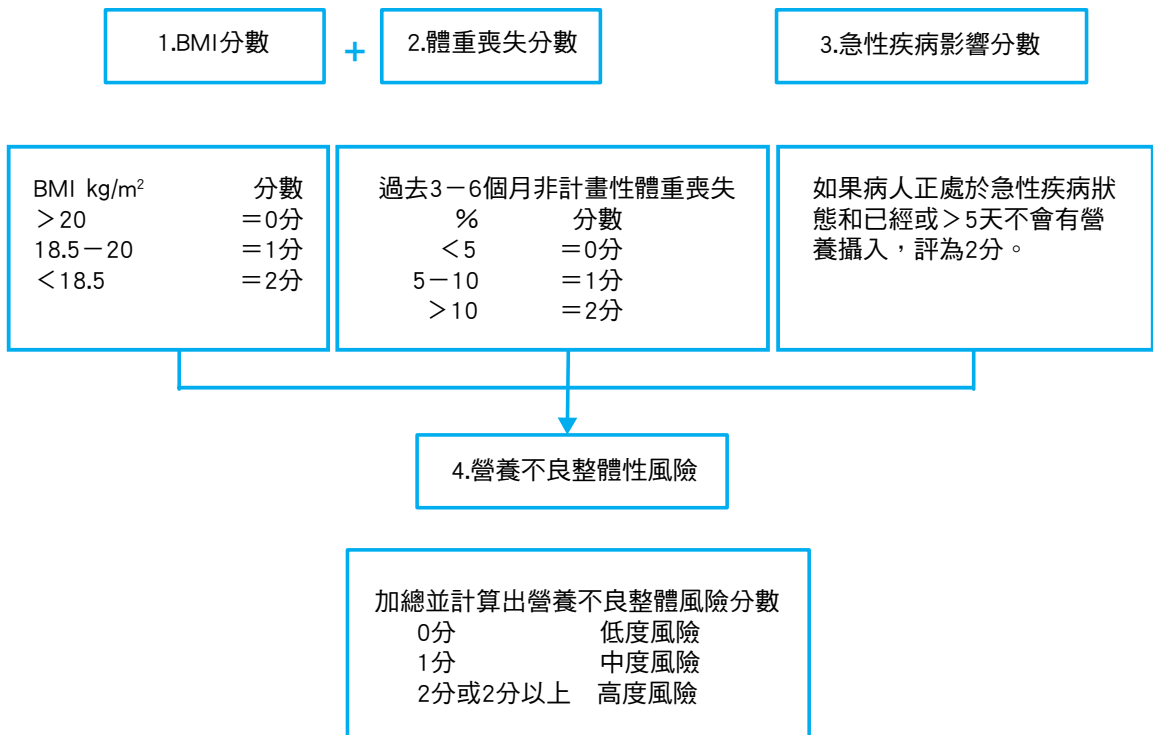 1.BMI分數
+
2.體重喪失分數
3.急性疾病影響分數
BMI kg/m² 分數
＞20 ＝0分
18.5－20 ＝1分
＜18.5 ＝2分
過去3－6個月非計畫性體重喪失
% 分數
＜5 ＝0分
5－10 ＝1分
＞10 ＝2分
如果病人正處於急性疾病狀
態和已經或＞5天不會有營
養攝入，評為2分。
4.營養不良整體性風險
加總並計算出營養不良整體風險分數
0分 低度風險
1分 中度風險
2分或2分以上 高度風險